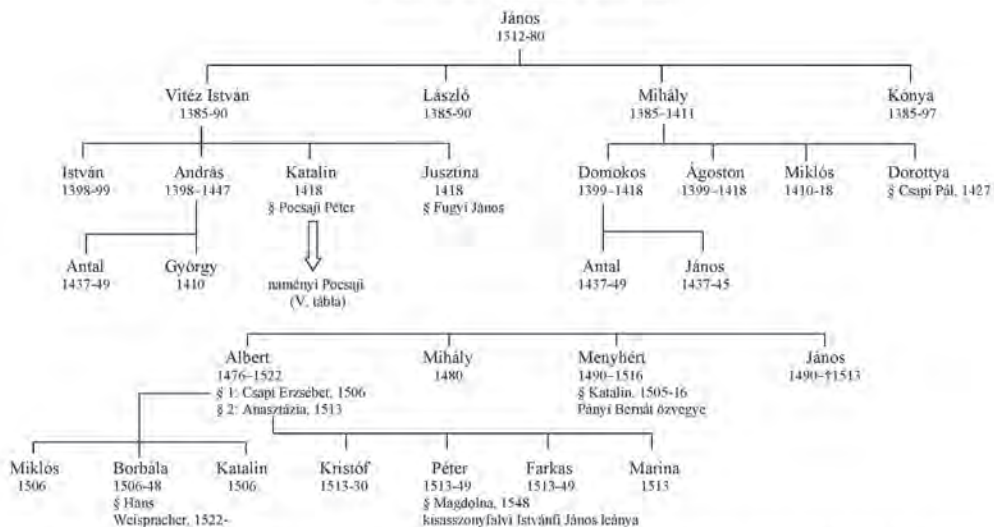 János
1312-80
Vitéz István
1385-90
László
1385-90
Mihály
1385-1411
Kónya
1385-97
István
1398-99
András
1398-1447
Katalin
1418
§ Pocsaji Péter
Jusztina
1418
§ Fugyi János
Domokos
1399-1418
Ágoston
1399-1418
Miklós
1410-18
Dorottya
§ Csapi Pál, 1427
Antal
1437-49
György
1410
naményi Pocsaji
(V. tábla)
Antal
1437-49
János
1437-45
Albert
1476-1522
§ 1: Csapi Erzsébet, 1506
§ 2: Anasztázia, 1513
Mihály
1480
Menyhért
1490-1516
§ Katalin, 1505-16
Pányi Bernát özvegye
János
1490-†1513
Miklós
1506
Borbála
1506-48
§ Hans
Weispracher, 1522-
Katalin
1506
Kristóf
1513-30
Péter
1513-49
§ Magdolna, 1548
kisasszonyfalvi Istvánfi János leánya
Farkas
1513-49
Marina
1513